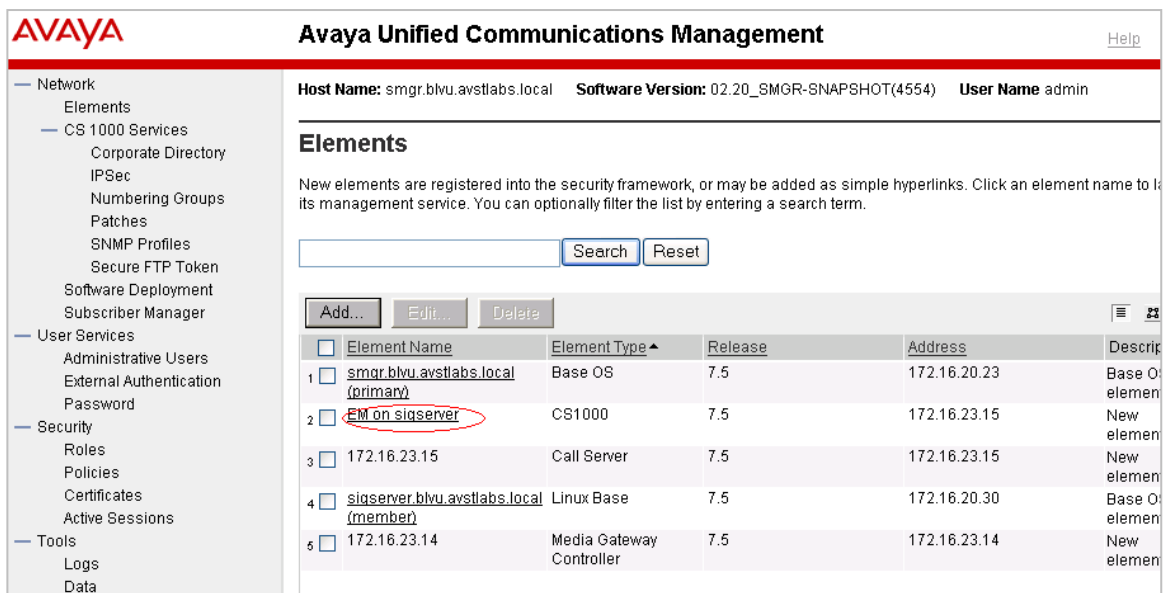 AVAYA
Avaya Unified Communications Management
Help
Network
Elements
CS 1000 Services
Corporate Directory
IPSec
Numbering Groups
Patches
SNMP Profiles
Secure FTP Token
Software Deployment
Subscriber Manager
User Services
Administrative Users
External Authentication
Password
Security
Roles
Policies
Certificates
Active Sessions
Tools
Logs
Data
Host Name: smgr.blvu.avstlabs.local Software Version: 02.20_SMGR-SNAPSHOT(4554) User Name admin
Elements
New elements are registered into the security framework, or may be added as simple hyperlinks. Click an element name to
its management service. You can optionally filter the list by entering a search term.
Search Reset
Add... Edit... Delete
Element Name Element Type Release Address Descrip
1 smgr.blvu.avstlabs.local Base OS 7.5 172.16.20.23 Base O
(primary) elemen
2 EM on sigserver CS1000 7.5 172.16.23.15 New
elemen
3 172.16.23.15 Call Server 7.5 172.16.23.15 New
elemen
4 sigserver.blvu.avstlabs.local Linux Base 7.5 172.16.20.30 Base O
(member) elemen
5 172.16.23.14 Media Gateway 7.5 172.16.23.14 New
Controller elemen